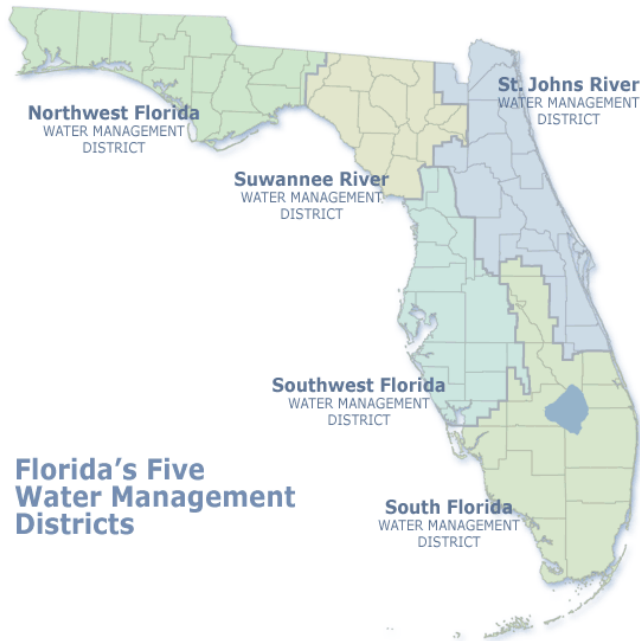 St. Johns River
WATER MANAGEMENT
DISTRICT
Northwest Florida
WATER MANAGEMENT
DISTRICT
Suwannee River
WATER MANAGEMENT
DISTRICT
Southwest Florida
WATER MANAGEMENT
DISTRICT
Florida’s Five
Water Management
Districts
South Florida
WATER MANAGEMENT
DISTRICT